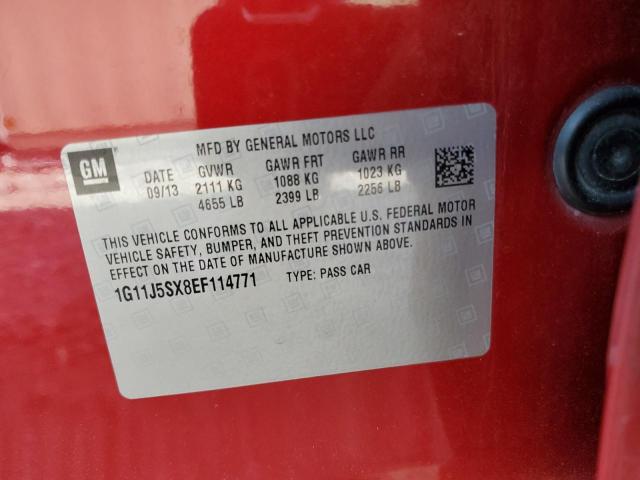 MFD BY GENERAL MOTORS LLC
GM
DATE GVWR GAWR FRT GAWR RR
09/13 2111 KG 1088 KG 1023 KG
4655 LB 2399 LB 2256 LB
THIS VEHICLE CONFORMS TO ALL APPLICABLE U.S. FEDERAL MOTOR
VEHICLE SAFETY, BUMPER, AND THEFT PREVENTION STANDARDS IN
EFFECT ON THE DATE OF MANUFACTURE SHOWN ABOVE.
1G11J5SX8EF114771 TYPE: PASS CAR